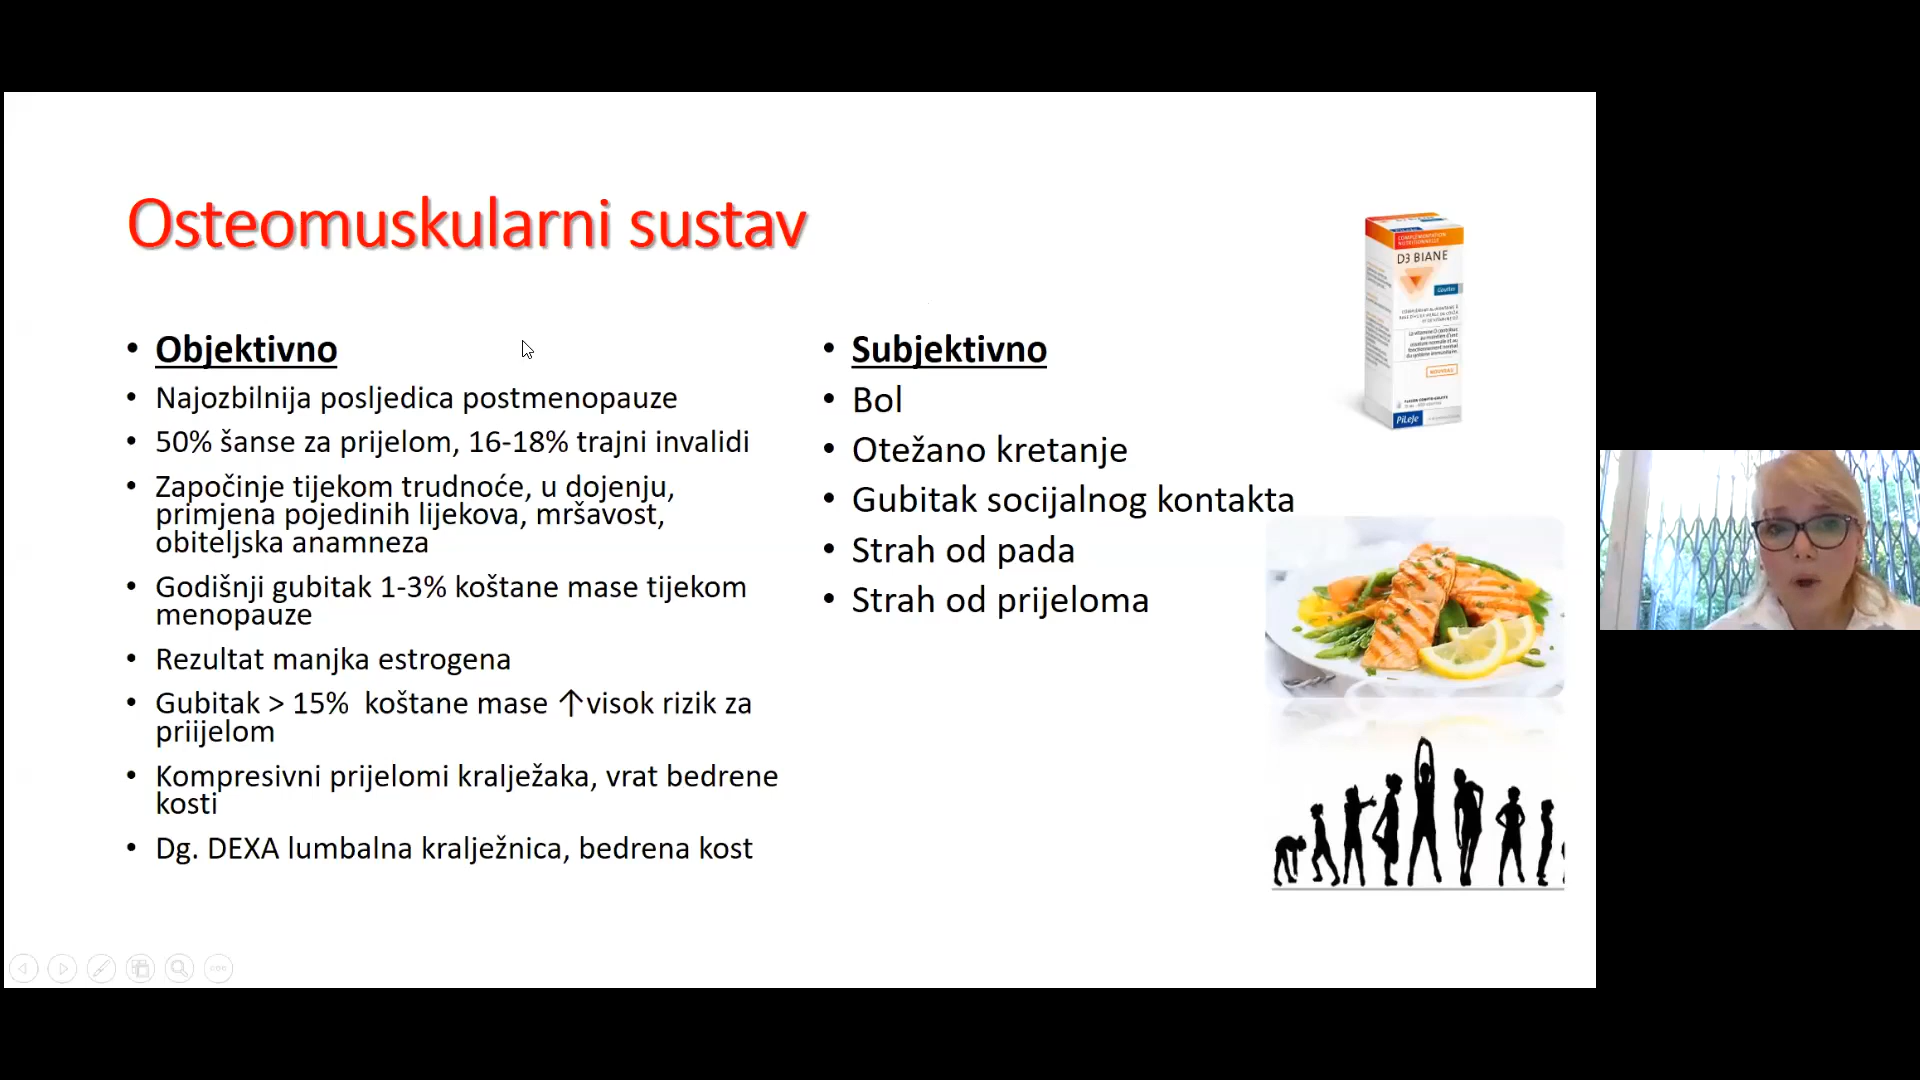 Osteomuskularni sustav
• Objektivno
• Najozbilnija posljedica postmenopauze
• 50% šanse za prijelom, 16-18% trajni invalidi
• Započinje tijekom trudnoće, u dojenju,
primjena pojedinih lijekova, mršavost,
obiteljska anamneza
• Godišnji gubitak 1-3% koštane mase tijekom
menopauze
• Rezultat manjka estrogena
• Gubitak > 15%  koštane mase ↑visok rizik za
priijelom
• Kompresivni prijelomi kralježaka, vrat bedrene
kosti
• Dg. DEXA lumbalna kralježnica, bedrena kost
• Subjektivno
• Bol
• Otežano kretanje
• Gubitak socijalnog kontakta
• Strah od pada
• Strah od prijeloma
D3 BIANE
PiLeJe